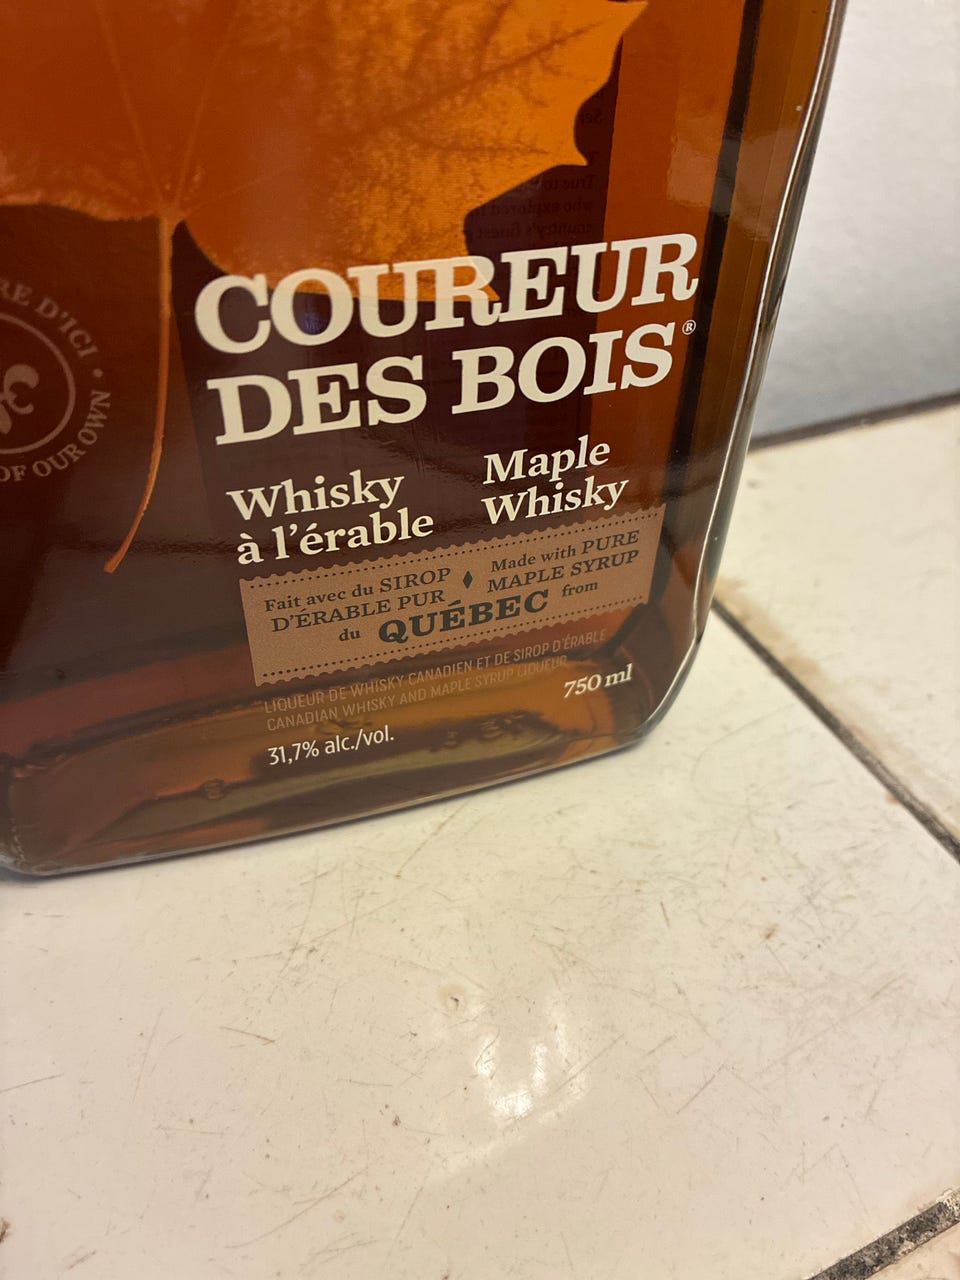 RE D'ICI •
OF OUR OWN
COUREUR
DES BOIS®
Whisky
à l'érable
Maple
Whisky
Fait avec du SIROP
D'ÉRABLE PUR
du QUÉBEC from
Made with PURE
MAPLE SYRUP
LIQUEUR DE WHISKY CANADIEN ET DE SIROP D'ÉRABLE
CANADIAN WHISKY AND MAPLE SYRUP LIQUEUR
750 ml
31,7% alc./vol.